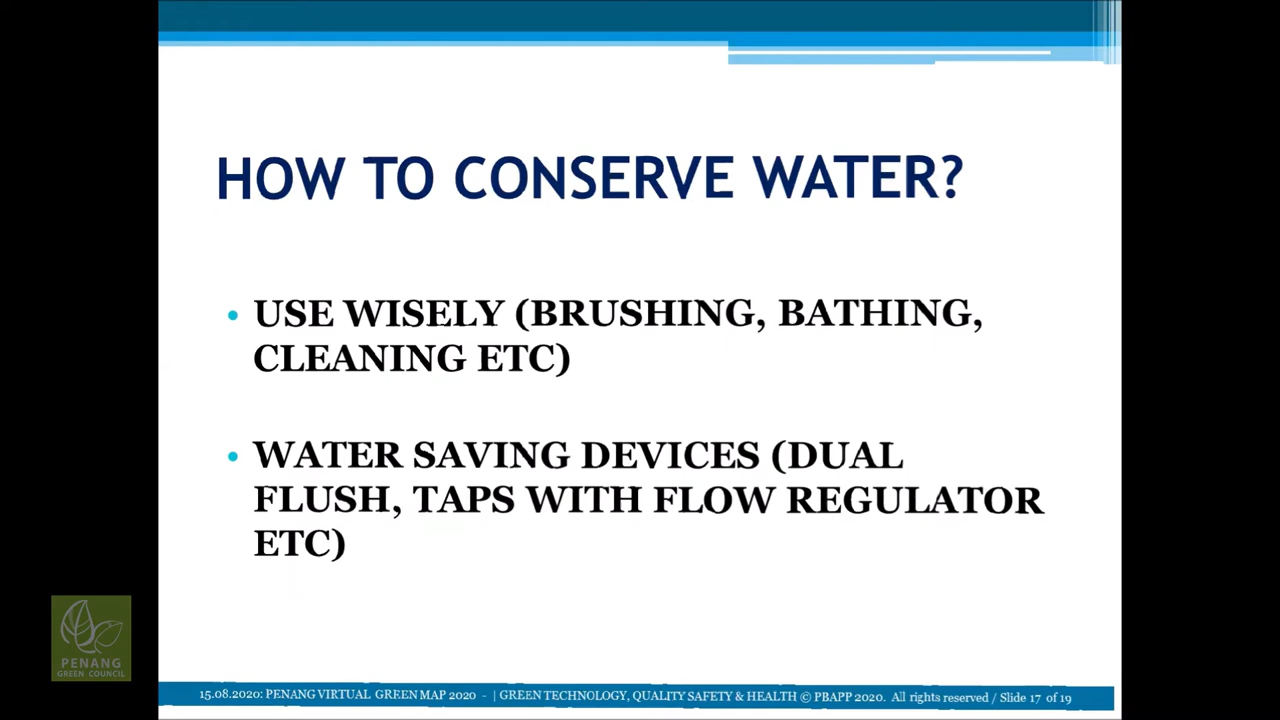 HOW TO CONSERVE WATER?
• USE WISELY (BRUSHING, BATHING,
CLEANING ETC)
• WATER SAVING DEVICES (DUAL
FLUSH, TAPS WITH FLOW REGULATOR
ETC)
PENANG
GREEN COUNCIL
15.08.2020: PENANG VIRTUAL GREEN MAP 2020 - | GREEN TECHNOLOGY, QUALITY SAFETY & HEALTH © PBAPP 2020. All rights reserved / Slide 17 of 19